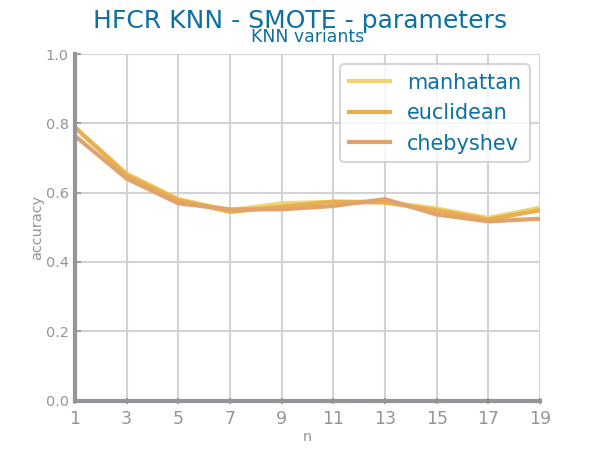 HFCR KNN - SMOTE - parameters
KNN variants
manhattan
euclidean
chebyshev
accuracy
1.0
0.8
0.6
0.4
0.2
0.0
1 3 5 7 9 11 13 15 17 19
n